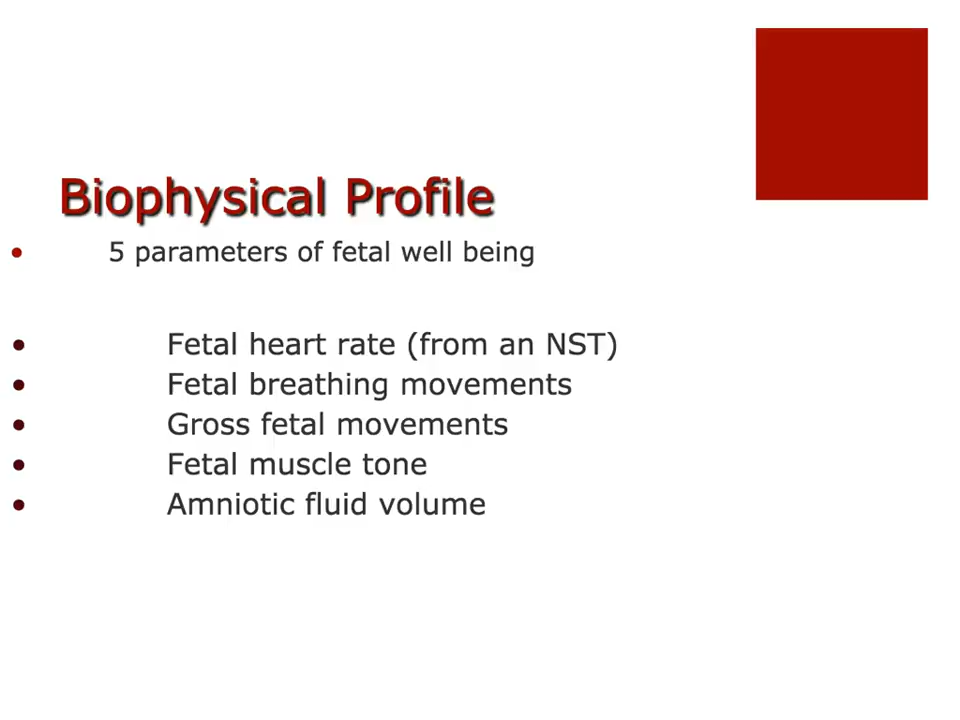 Biophysical Profile
• 5 parameters of fetal well being
• Fetal heart rate (from an NST)
• Fetal breathing movements
• Gross fetal movements
• Fetal muscle tone
• Amniotic fluid volume